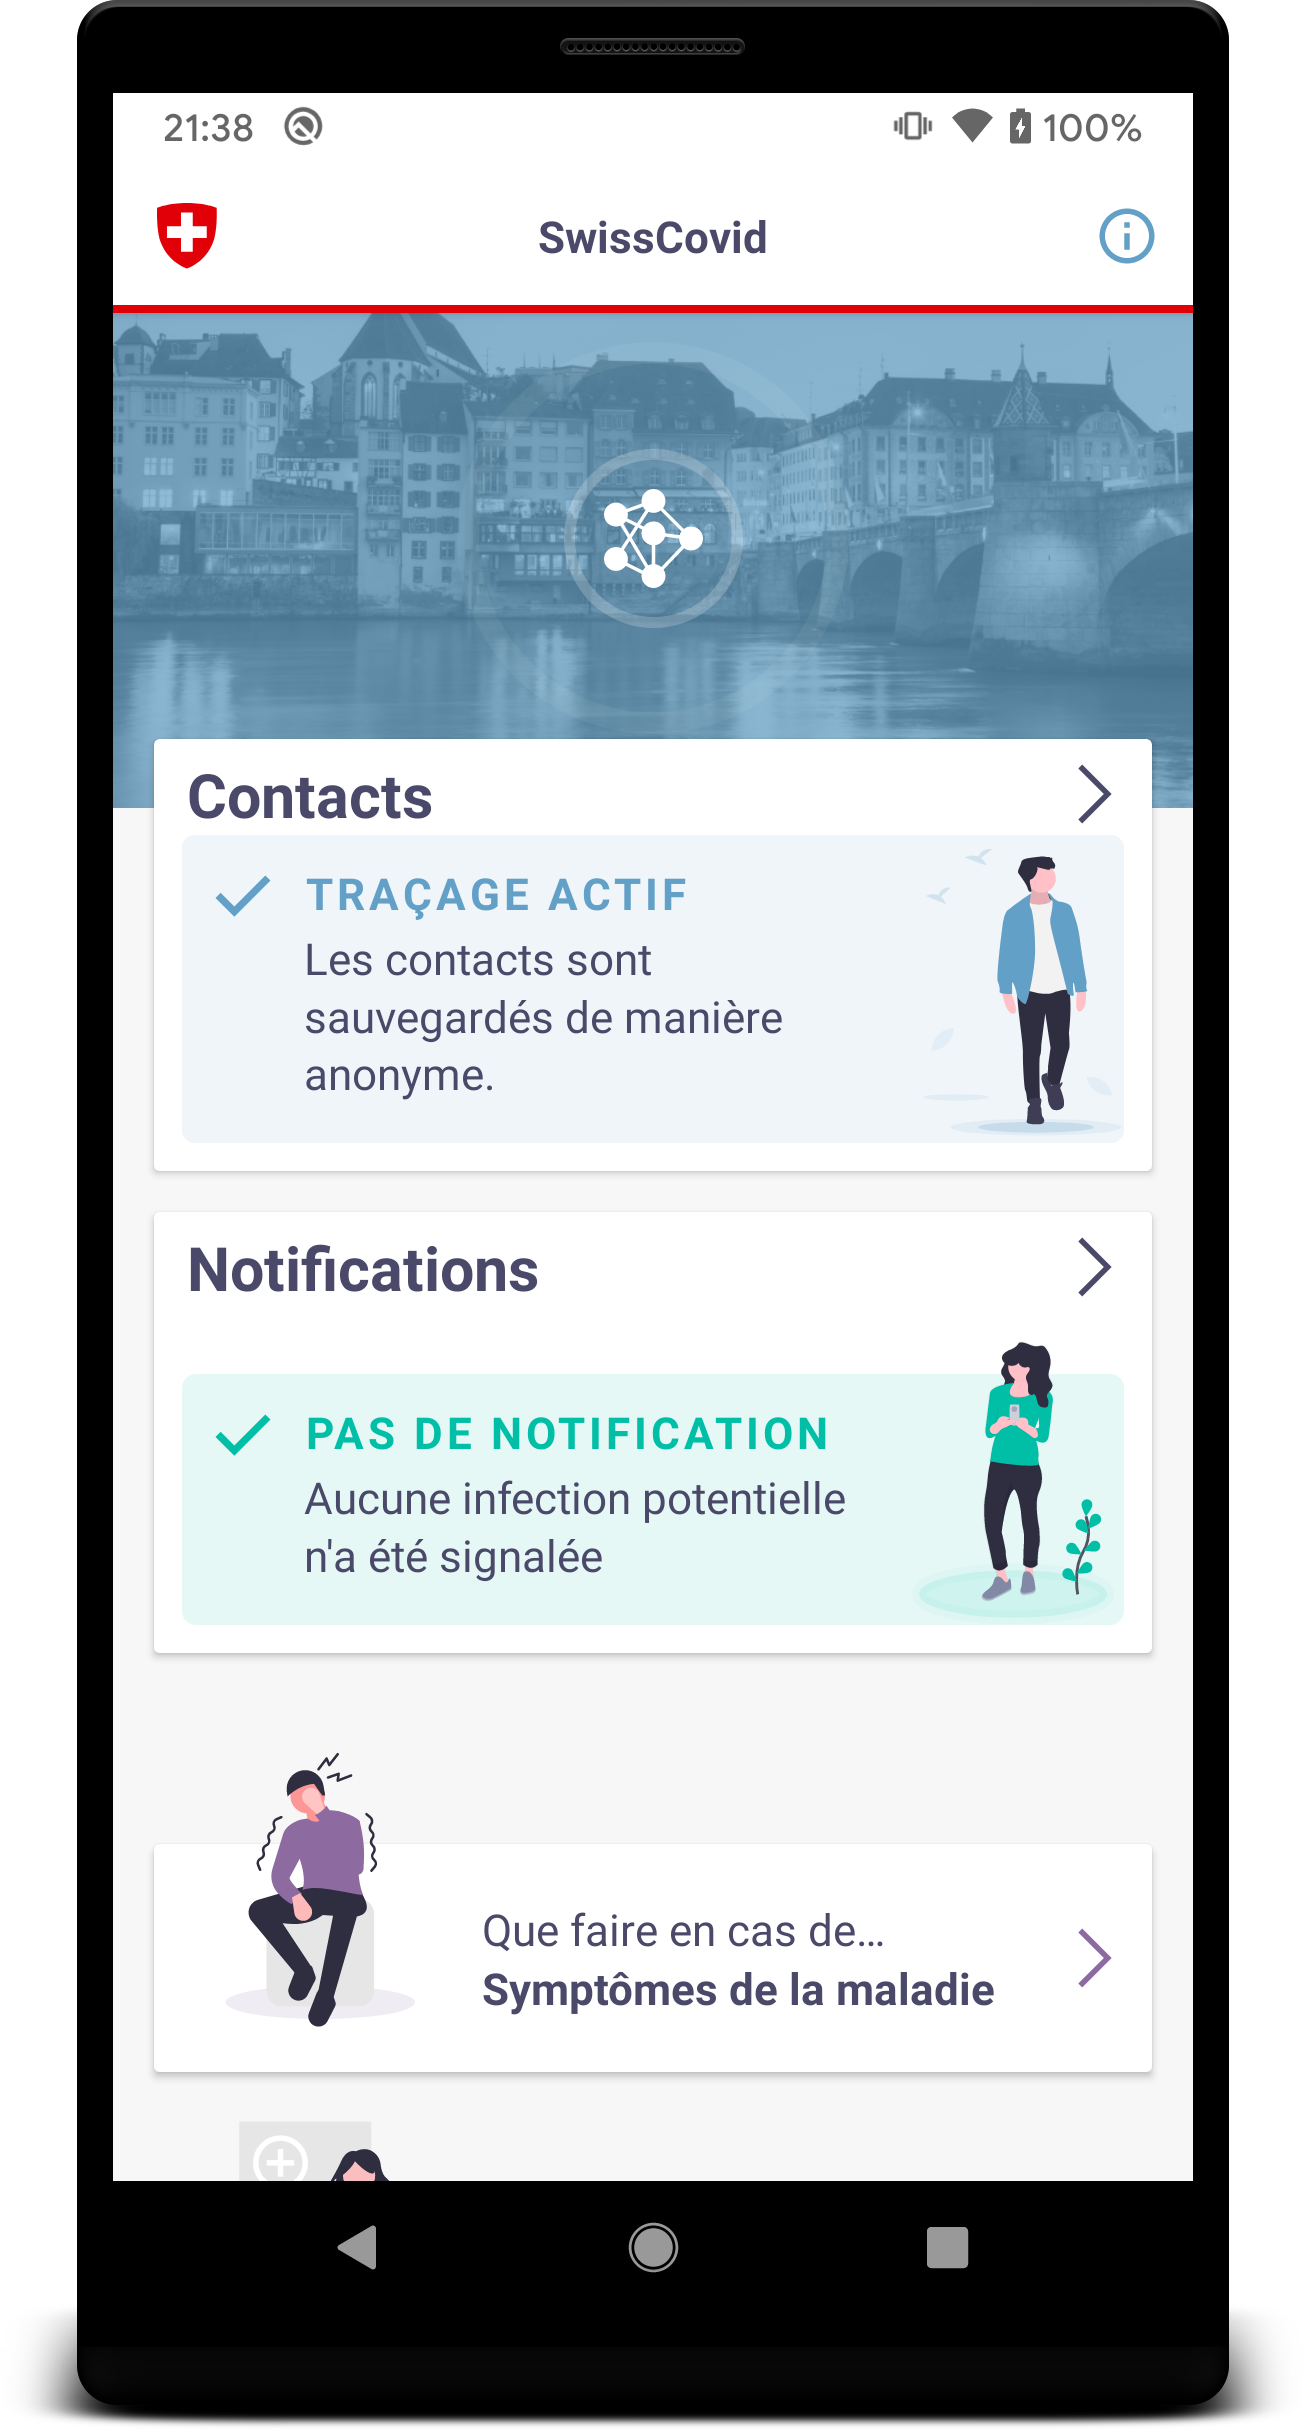 21:38 100%
SwissCovid
Contacts
TRAÇAGE ACTIF
Les contacts sont
sauvegardés de manière
anonyme.
Notifications
PAS DE NOTIFICATION
Aucune infection potentielle
n'a été signalée
Que faire en cas de…
Symptômes de la maladie